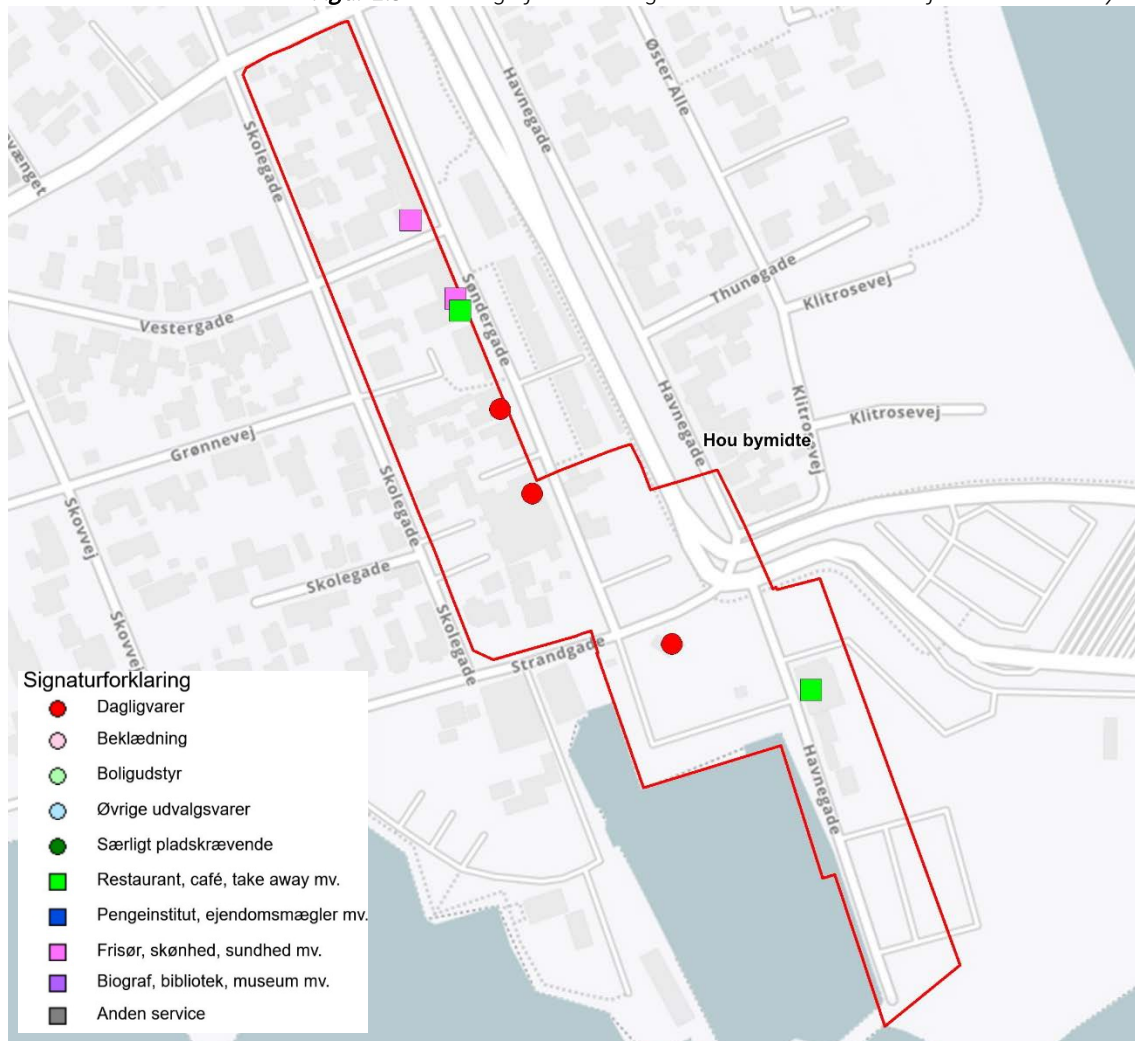 Havnegade
Øster Alle
vænget
Skolegade
Søndergade
Thunøgade
Klitrosevej
Vestergade
Havnegade
Klitrosevej
Klitrosevej
Hou bymidte
Grønnevej
Skolegade
Skovvej
Skolegade
Skolegade
Skovvej
Strandgade
Havnegade
Signaturforklaring
Dagligvarer
Beklædning
Boligudstyr
Øvrige udvalgsvarer
Særligt pladskrævende
Restaurant, café, take away mv.
Pengeinstitut, ejendomsmægler mv.
Frisør, skønhed, sundhed mv.
Biograf, bibliotek, museum mv.
Anden service